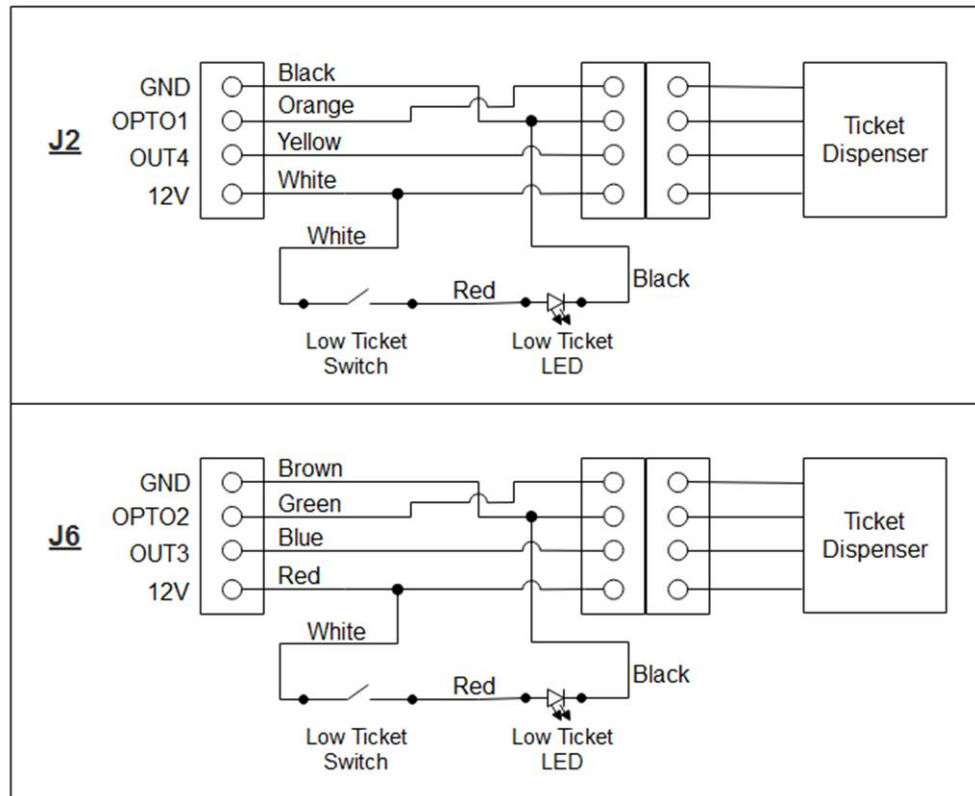 J2
GND
OPTO1
OUT4
12V
Black
Orange
Yellow
White
White
Red
Black
Low Ticket
Switch
Low Ticket
LED
Ticket
Dispenser
J6
GND
OPTO2
OUT3
12V
Brown
Green
Blue
Red
White
Red
Black
Low Ticket
Switch
Low Ticket
LED
Ticket
Dispenser